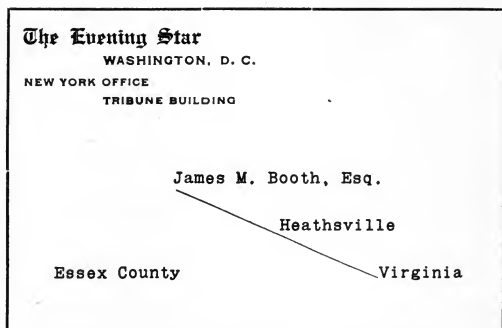 The Evening Star
WASHINGTON, D. C.
NEW YORK OFFICE
TRIBUNE BUILDING
James M. Booth, Esq.
Heathsville
Essex County Virginia